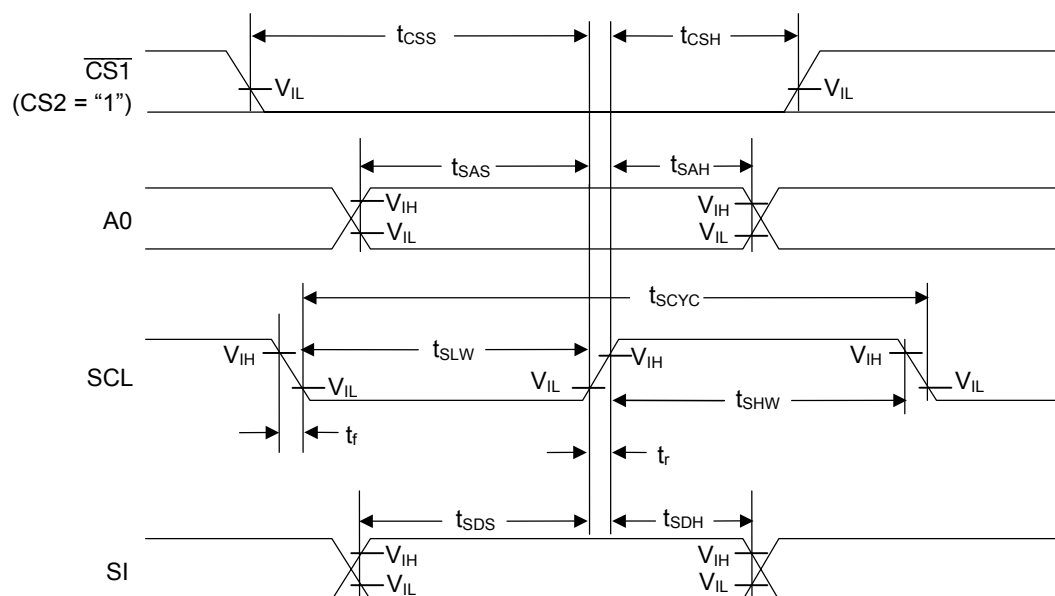 tCSS
tCSH
CS1
(CS2 = “1”)
VIL
VIL
tSAS
tSAH
A0
VIH
VIH
VIL
VIL
tSCYC
SCL
VIH
tSLW
VIH
VIH
VIL
VIL
VIL
tSHW
tf
tr
tSDS
tSDH
SI
VIH
VIH
VIL
VIL